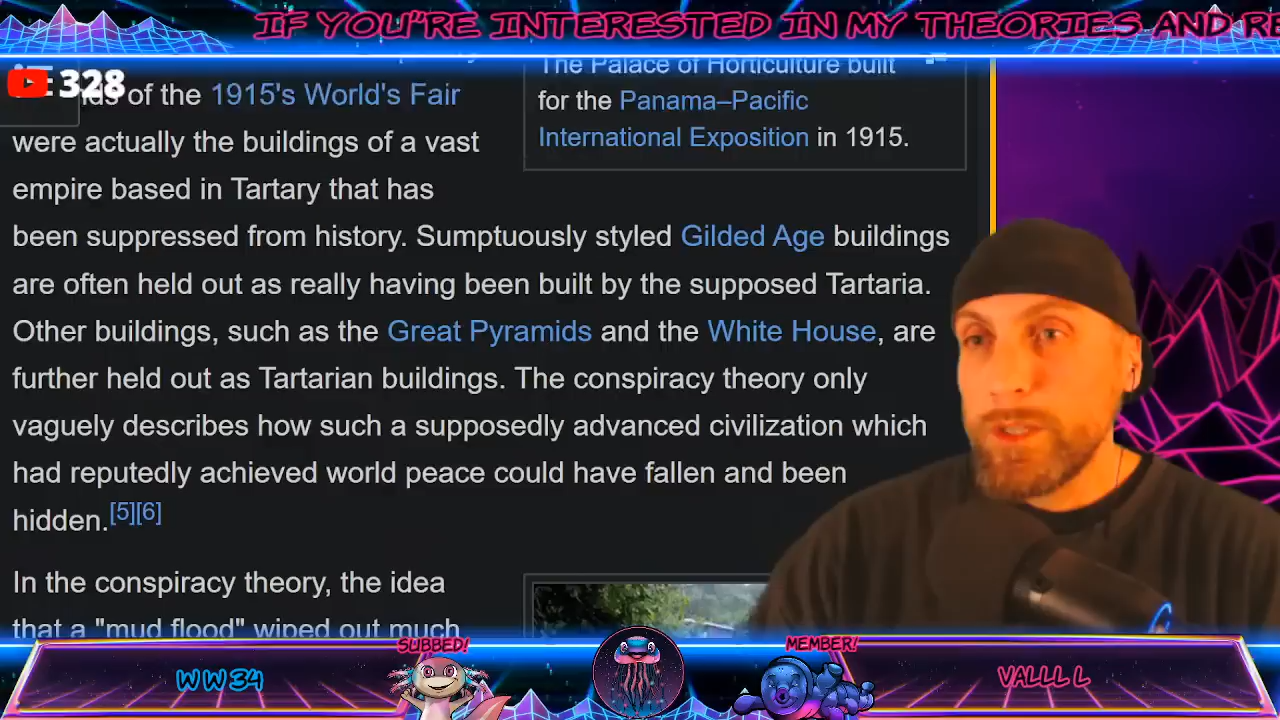 IF YOU"RE INTERESTED IN MY THEORIES AND RE
328
of the 1915's World's Fair
were actually the buildings of a vast
empire based in Tartary that has
been suppressed from history. Sumptuously styled Gilded Age buildings
are often held out as really having been built by the supposed Tartaria.
Other buildings, such as the Great Pyramids and the White House, are
further held out as Tartarian buildings. The conspiracy theory only
vaguely describes how such a supposedly advanced civilization which
had reputedly achieved world peace could have fallen and been
hidden.[5][6]
In the conspiracy theory, the idea
that a "mud flood" wiped out much
The Palace of Horticulture built
for the Panama–Pacific
International Exposition in 1915.
SUBBED!
WW34
MEMBER!
VALLL L